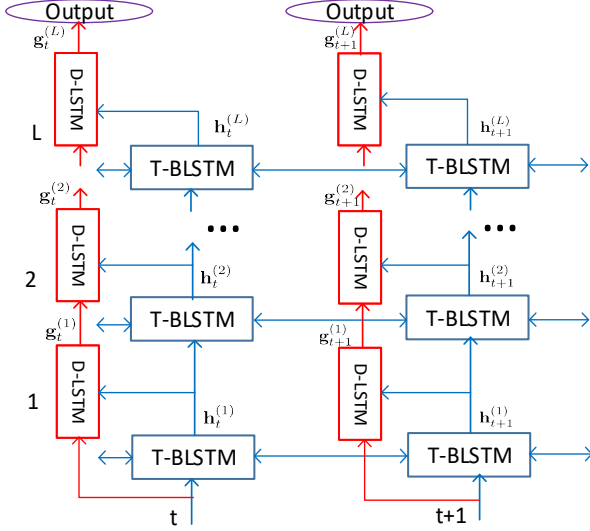 Output Output
g_t^{(L)} g_{t+1}^{(L)}
D-LSTM D-LSTM
L h_t^{(L)} h_{t+1}^{(L)}
T-BLSTM T-BLSTM
g_t^{(2)} g_{t+1}^{(2)}
... ...
D-LSTM D-LSTM
2 h_t^{(2)} h_{t+1}^{(2)}
T-BLSTM T-BLSTM
g_t^{(1)} g_{t+1}^{(1)}
D-LSTM D-LSTM
1 h_t^{(1)} h_{t+1}^{(1)}
T-BLSTM T-BLSTM
t t+1